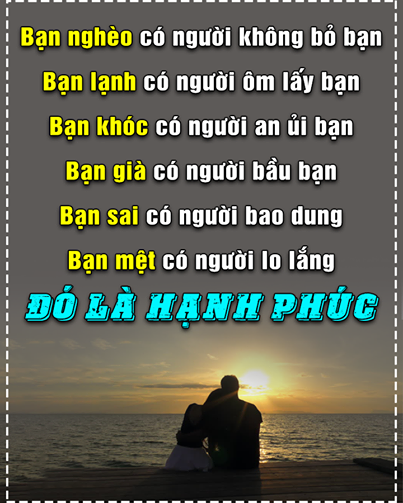 Bạn nghèo có người không bỏ bạn
Bạn lạnh có người ôm lấy bạn
Bạn khóc có người an ủi bạn
Bạn già có người bầu bạn
Bạn sai có người bao dung
Bạn mệt có người lo lắng
ĐÓ LÀ HẠNH PHÚC